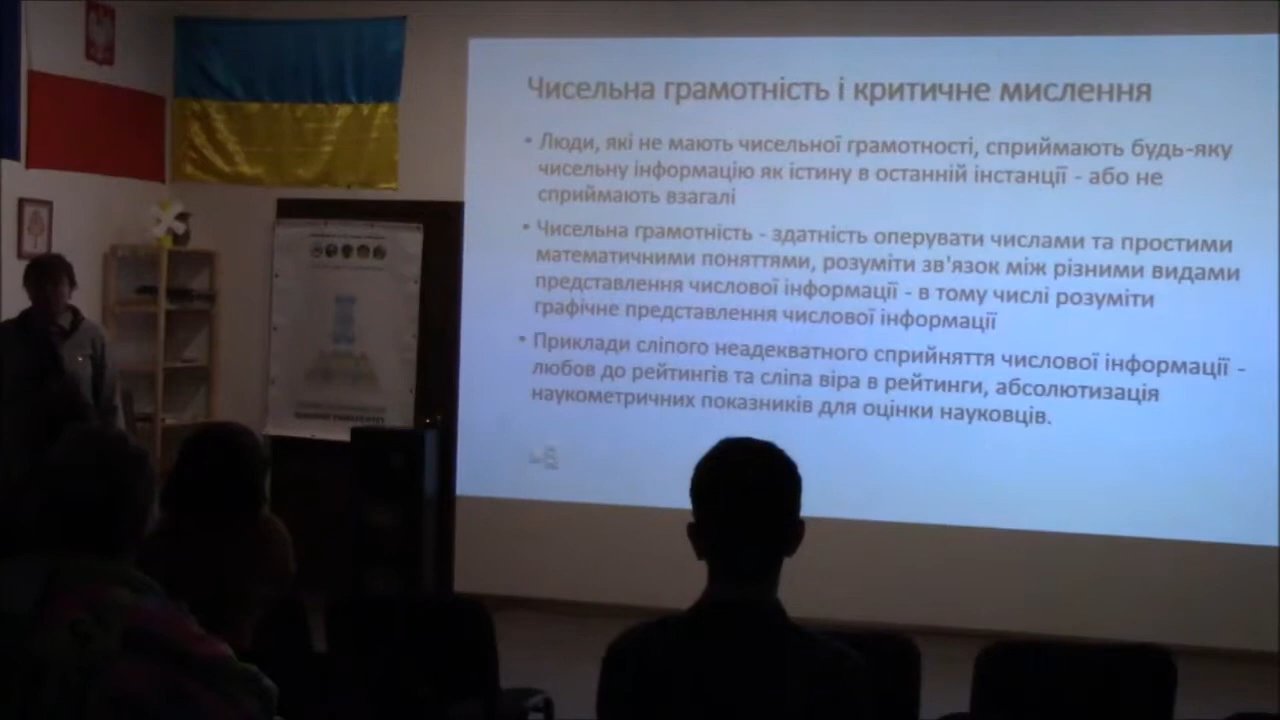 Чисельна грамотність і критичне мислення
• Люди, які не мають чисельної грамотності, сприймають будь-яку
чисельну інформацію як істину в останній інстанції - або не
сприймають взагалі
• Чисельна грамотність - здатність оперувати числами та простими
математичними поняттями, розуміти зв'язок між різними видами
представлення числової інформації - в тому числі розуміти
графічне представлення числової інформації
• Приклади сліпого неадекватного сприйняття числової інформації -
любов до рейтингів та сліпа віра в рейтинги, абсолютизація
наукометричних показників для оцінки науковців.